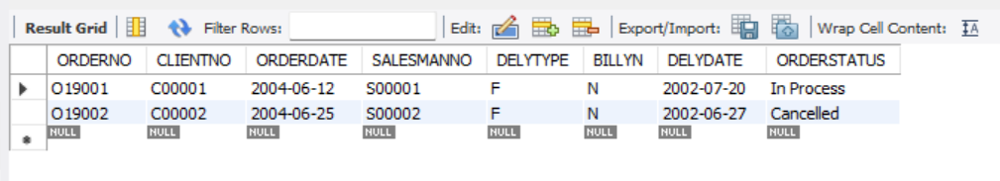 Result Grid Filter Rows: Edit: Export/Import: Wrap Cell Content: IA
ORDERNO CLIENTNO ORDERDATE SALESMANNO DELYTYPE BILLYN DELYDATE ORDERSTATUS
O19001 C00001 2004-06-12 S00001 F N 2002-07-20 In Process
O19002 C00002 2004-06-25 S00002 F N 2002-06-27 Cancelled
NULL NULL NULL NULL NULL NULL NULL NULL